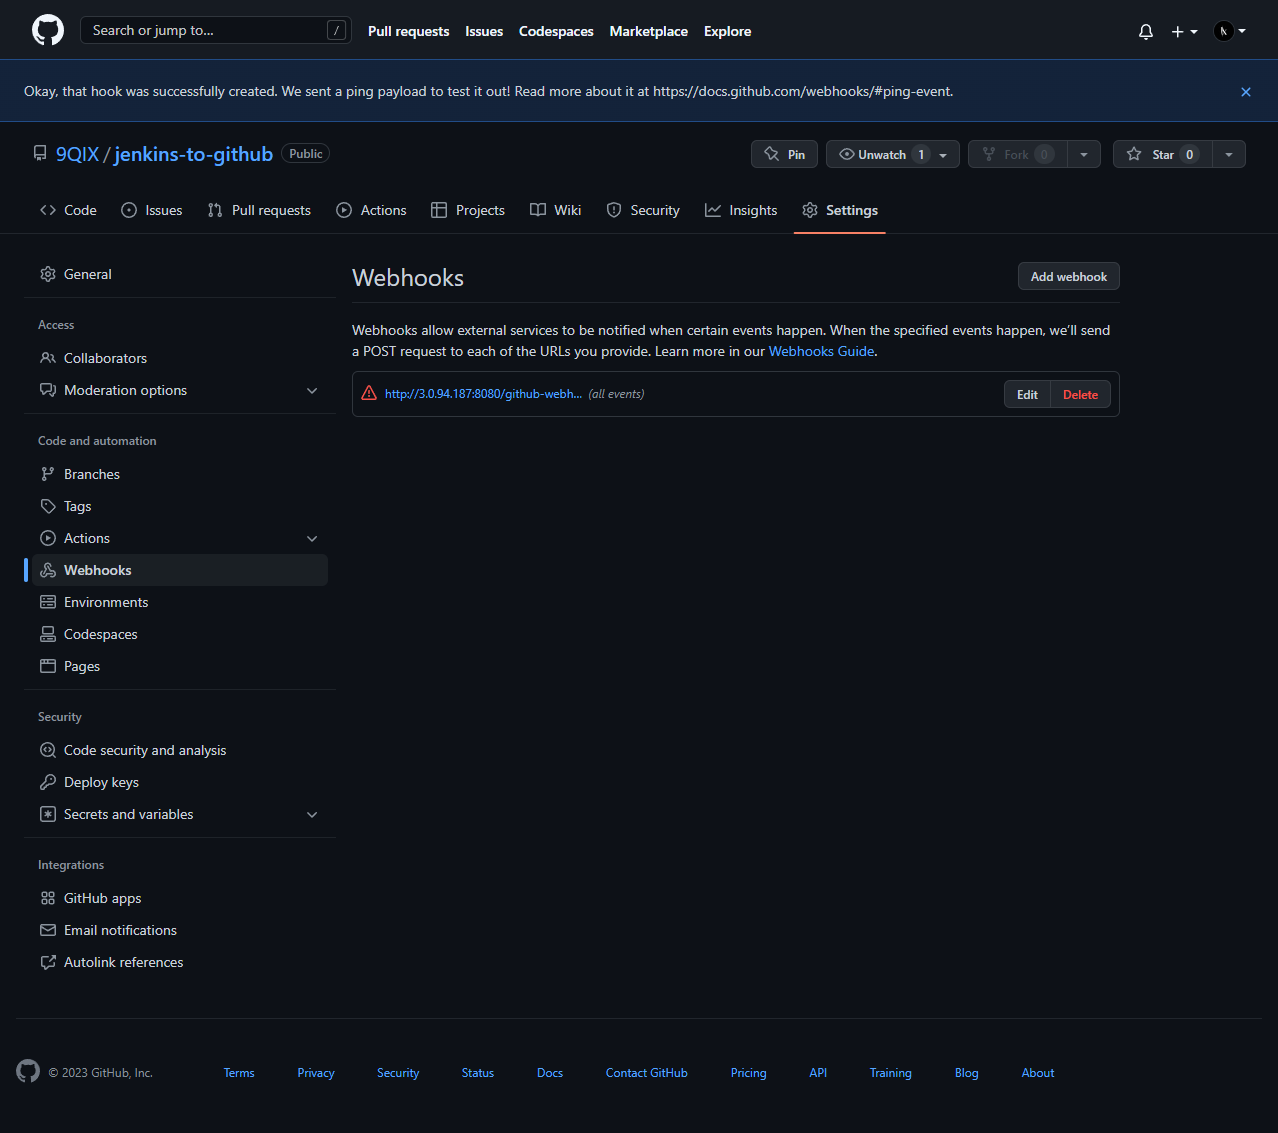 Search or jump to...
/
Pull requests
Issues
Codespaces
Marketplace
Explore
Okay, that hook was successfully created. We sent a ping payload to test it out! Read more about it at https://docs.github.com/webhooks/#ping-event.
9QIX / jenkins-to-github
Public
Pin
Unwatch 1
Fork 0
Star 0
Code
Issues
Pull requests
Actions
Projects
Wiki
Security
Insights
Settings
General
Access
Collaborators
Moderation options
Code and automation
Branches
Tags
Actions
Webhooks
Environments
Codespaces
Pages
Security
Code security and analysis
Deploy keys
Secrets and variables
Integrations
GitHub apps
Email notifications
Autolink references
Webhooks
Add webhook
Webhooks allow external services to be notified when certain events happen. When the specified events happen, we’ll send
a POST request to each of the URLs you provide. Learn more in our Webhooks Guide.
http://3.0.94.187:8080/github-webh... (all events)
Edit
Delete
© 2023 GitHub, Inc.
Terms
Privacy
Security
Status
Docs
Contact GitHub
Pricing
API
Training
Blog
About